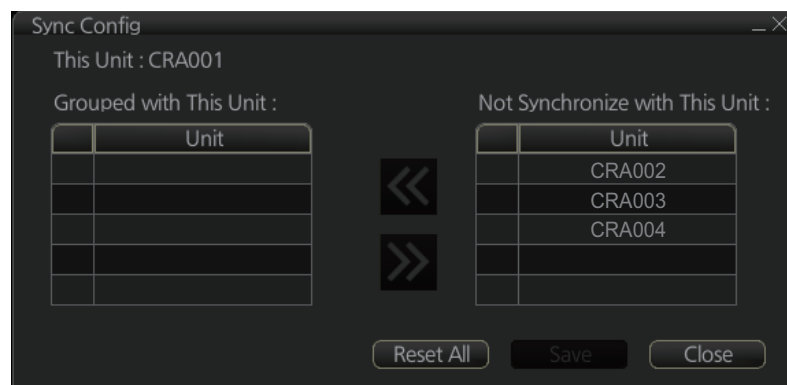 Sync Config
This Unit : CRA001
Grouped with This Unit :
Unit
Not Synchronize with This Unit :
Unit
CRA002
CRA003
CRA004
Reset All
Save
Close